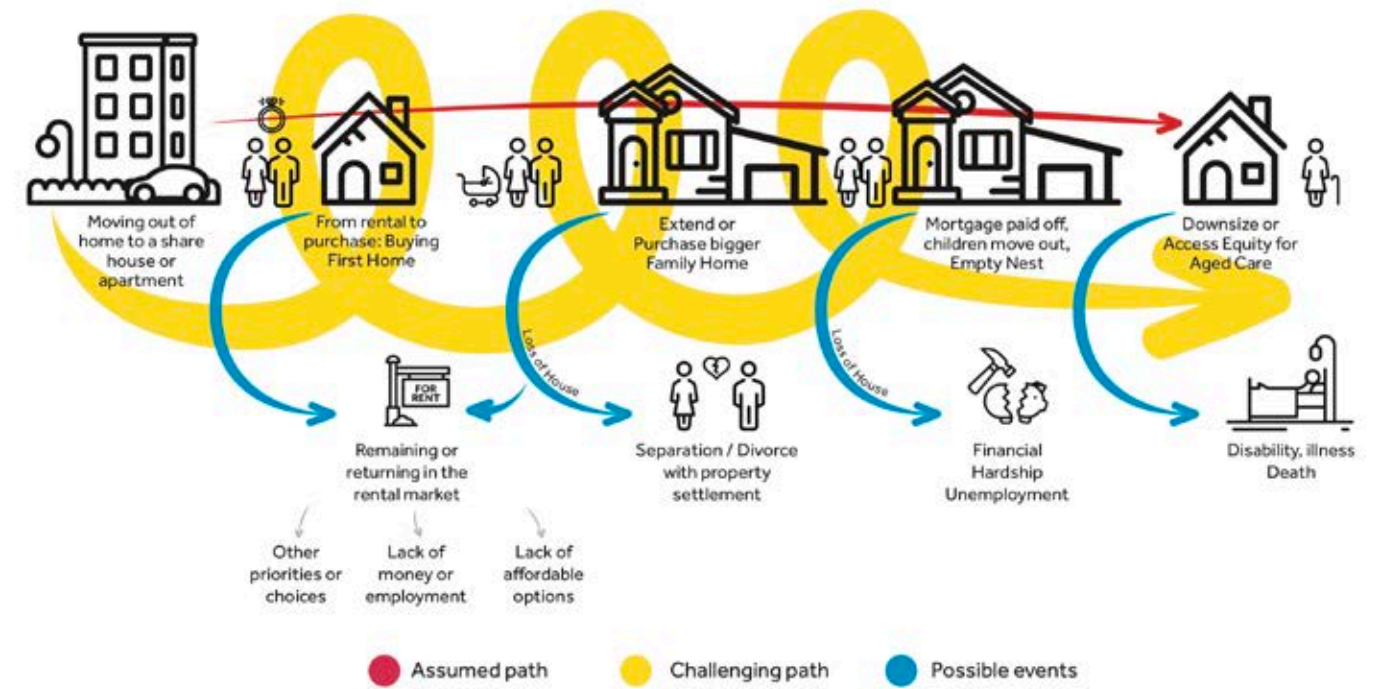 Moving out of
home to a share
house or
apartment
From rental to
purchase: Buying
First Home
Extend or
Purchase bigger
Family Home
Mortgage paid off,
children move out,
Empty Nest
Downsize or
Access Equity for
Aged Care
Loss of House
Loss of House
FOR
RENT
Remaining or
returning in the
rental market
Separation / Divorce
with property
settlement
Financial
Hardship
Unemployment
Disability, illness
Death
Other
priorities or
choices
Lack of
money or
employment
Lack of
affordable
options
Assumed path
Challenging path
Possible events